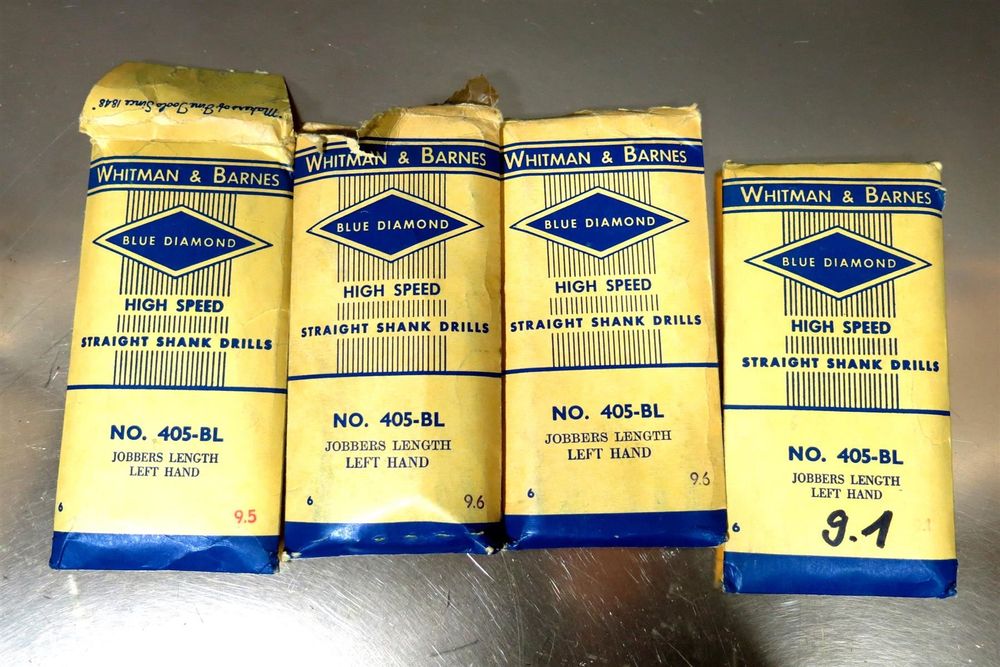 "Makers of Fine Tools Since 1848"
WHITMAN & BARNES
BLUE DIAMOND
HIGH SPEED
STRAIGHT SHANK DRILLS
NO. 405-BL
JOBBERS LENGTH
LEFT HAND
6
9.5
WHITMAN & BARNES
BLUE DIAMOND
HIGH SPEED
STRAIGHT SHANK DRILLS
NO. 405-BL
JOBBERS LENGTH
LEFT HAND
6
9.6
WHITMAN & BARNES
BLUE DIAMOND
HIGH SPEED
STRAIGHT SHANK DRILLS
NO. 405-BL
JOBBERS LENGTH
LEFT HAND
6
9.6
WHITMAN & BARNES
BLUE DIAMOND
HIGH SPEED
STRAIGHT SHANK DRILLS
NO. 405-BL
JOBBERS LENGTH
LEFT HAND
6
9.1